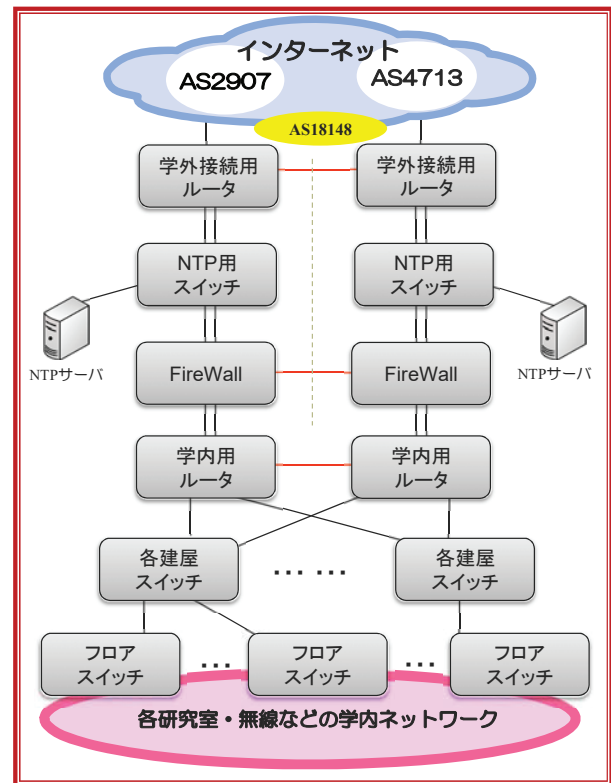 インターネット
AS2907
AS4713
AS18148
学外接続用
ルータ
学外接続用
ルータ
NTP用
スイッチ
NTP用
スイッチ
NTPサーバ
NTPサーバ
FireWall
FireWall
学内用
ルータ
学内用
ルータ
各建屋
スイッチ
... ...
各建屋
スイッチ
フロア
スイッチ
...
フロア
スイッチ
...
フロア
スイッチ
各研究室・無線などの学内ネットワーク